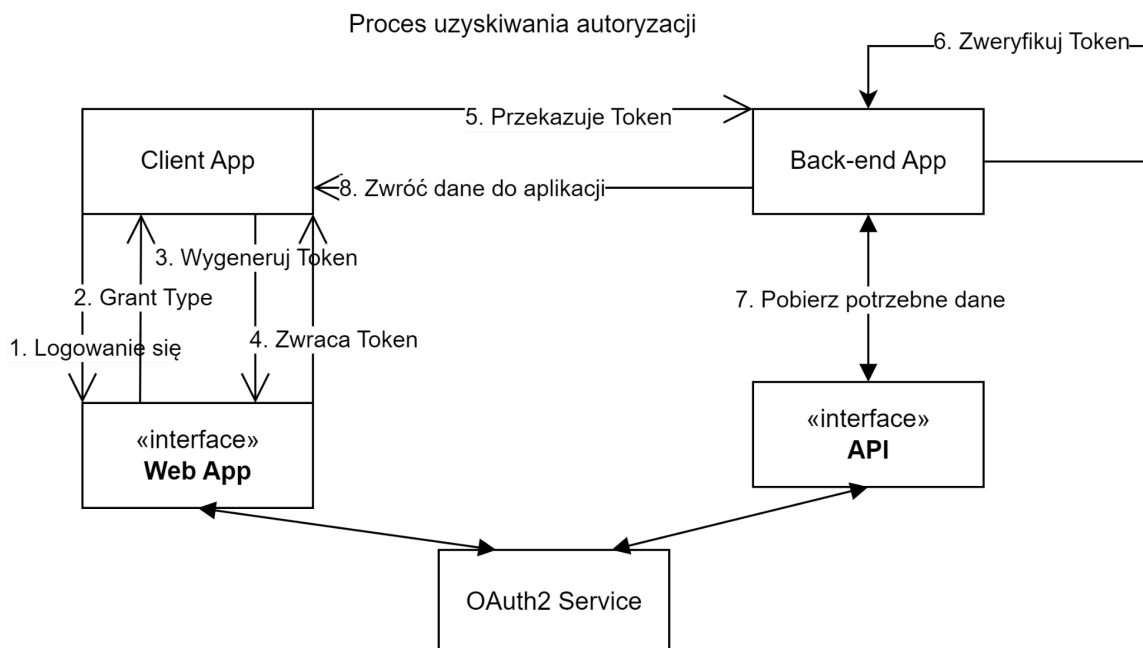 Proces uzyskiwania autoryzacji
6. Zweryfikuj Token
5. Przekazuje Token
Client App
Back-end App
8. Zwróć dane do aplikacji
3. Wygeneruj Token
2. Grant Type
7. Pobierz potrzebne dane
1. Logowanie się
4. Zwraca Token
«interface»
Web App
«interface»
API
OAuth2 Service